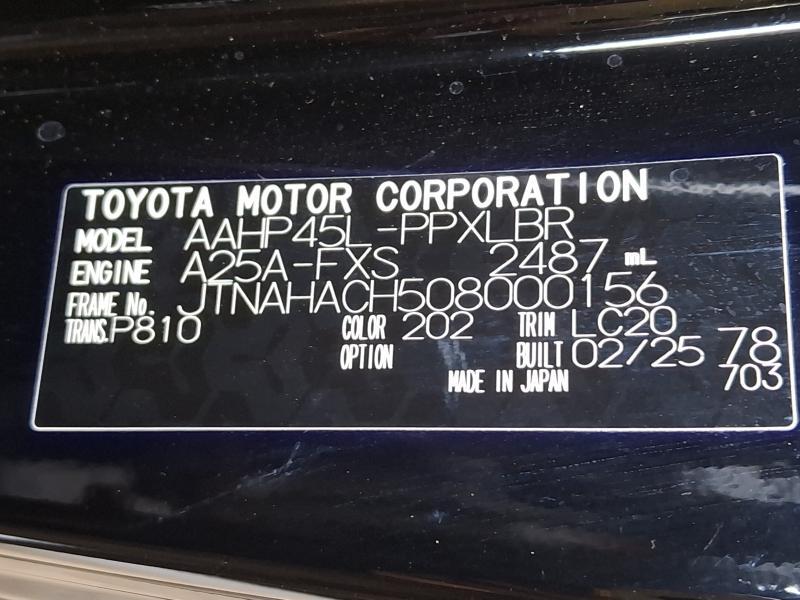 TOYOTA MOTOR CORPORATION
MODEL AAHP45L-PPXLBR
ENGINE A25A-FXS 2487 mL
FRAME No. JTNAHACH508000156
TRANS. P810 COLOR 202 TRIM LC20
OPTION BUILT 02/25 78
MADE IN JAPAN 703